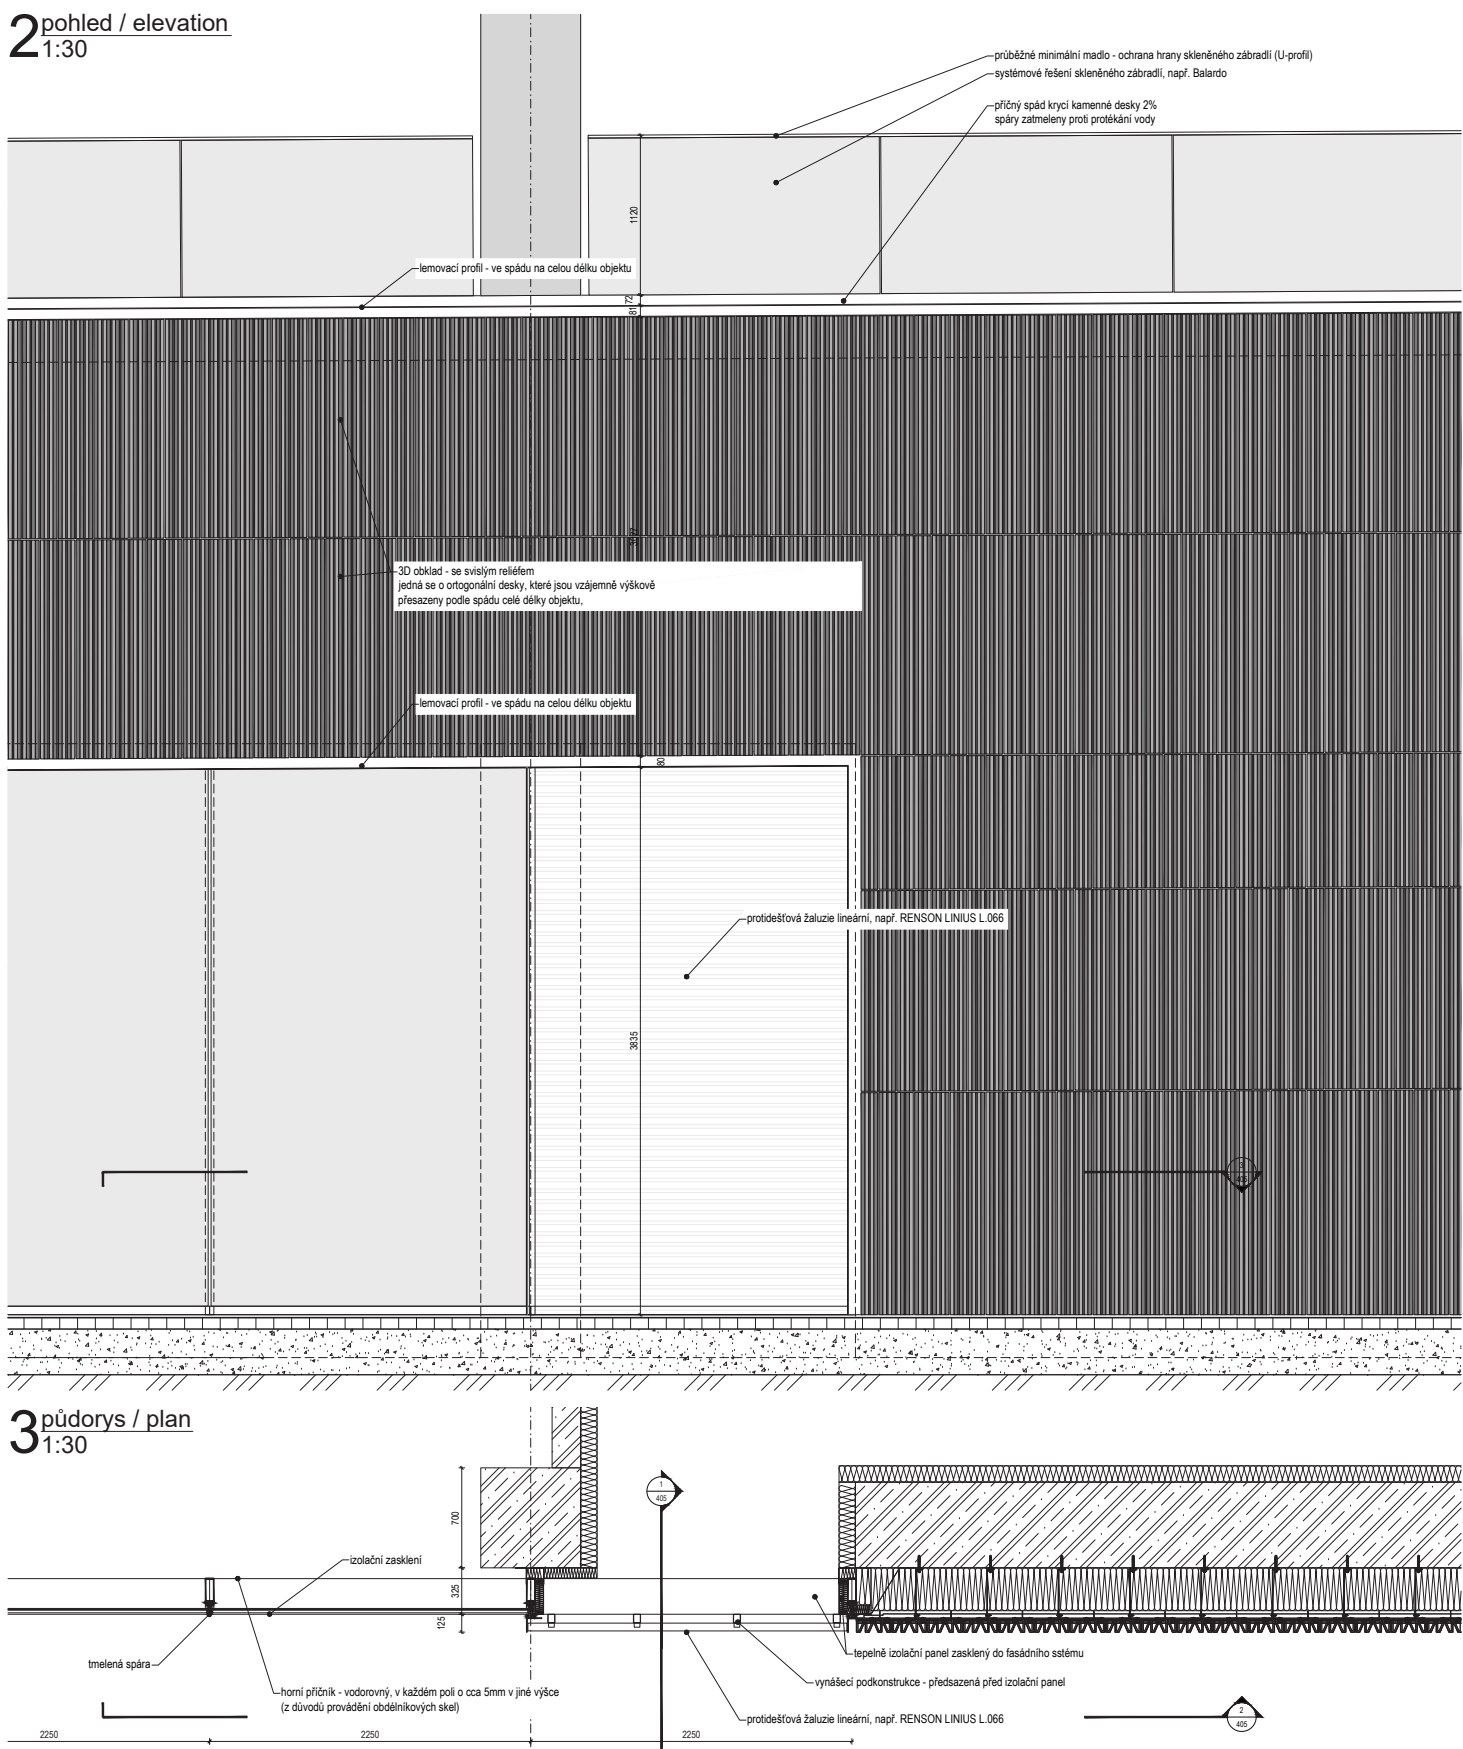 2 pohled / elevation
1:30
průběžné minimální madlo - ochrana hrany skleněného zábradlí (U-profil)
systémové řešení skleněného zábradlí, např. Balardo
příčný spád krycí kamenné desky 2%
spáry zatmeleny proti protékání vody
1120
lemovací profil - ve spádu na celou délku objektu
72
81
3D obklad - se svislým reliéfem
jedná se o ortogonální desky, které jsou vzájemně výškově
přesazeny podle spádu celé délky objektu,
lemovací profil - ve spádu na celou délku objektu
80
protidešťová žaluzie lineární, např. RENSON LINIUS L.066
3835
3
405
3 půdorys / plan
1:30
1
405
700
izolační zasklení
325
125
tmelená spára
tepelně izolační panel zasklený do fasádního sstému
horní příčník - vodorovný, v každém poli o cca 5mm v jiné výšce
(z důvodů provádění obdélníkových skel)
vynášecí podkonstrukce - předsazená před izolační panel
protidešťová žaluzie lineární, např. RENSON LINIUS L.066
2
405
2250
2250
2250